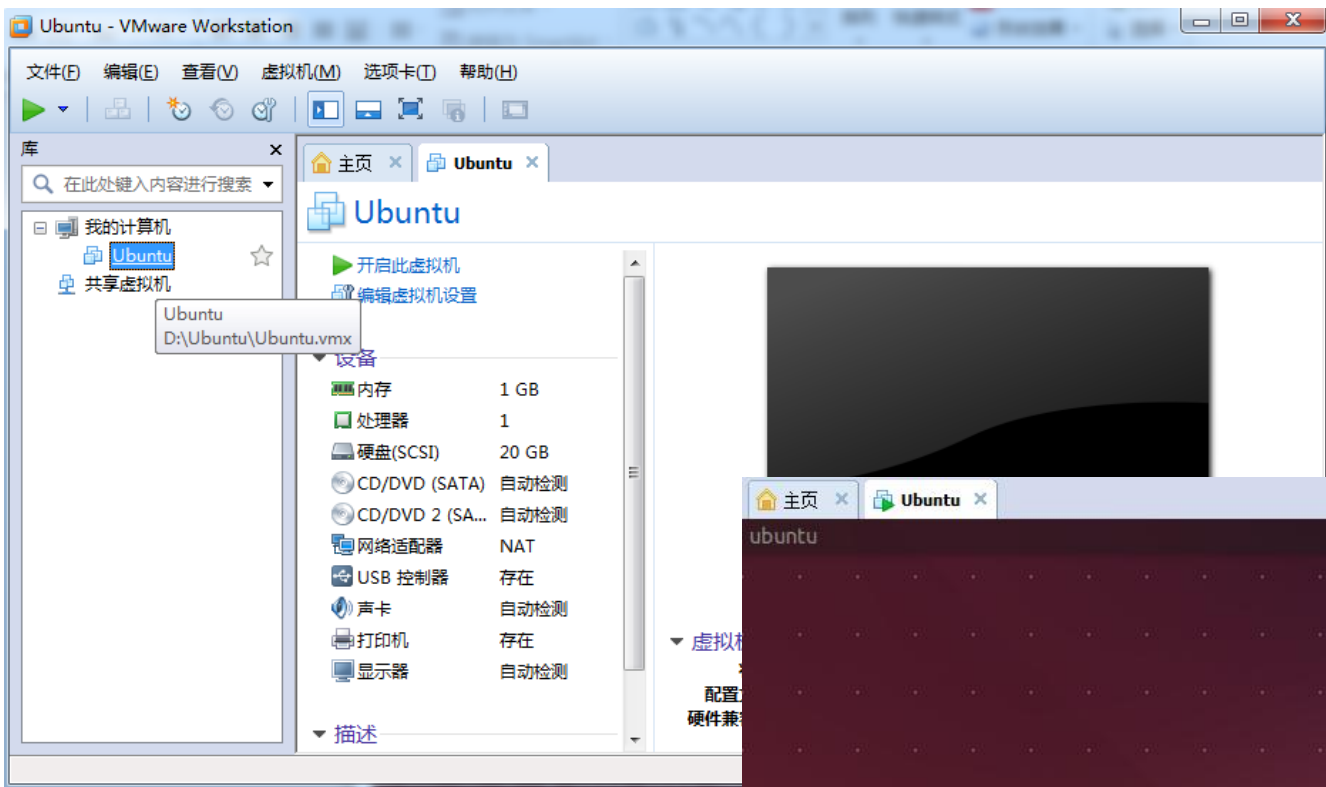 Ubuntu - VMware Workstation
文件(F) 编辑(E) 查看(V) 虚拟机(M) 选项卡(T) 帮助(H)
库
在此处键入内容进行搜索
我的计算机
Ubuntu
共享虚拟机
Ubuntu
D:\Ubuntu\Ubuntu.vmx
主页 Ubuntu
Ubuntu
开启此虚拟机
编辑虚拟机设置
设备
内存 1 GB
处理器 1
硬盘(SCSI) 20 GB
CD/DVD (SATA) 自动检测
CD/DVD 2 (SA... 自动检测
网络适配器 NAT
USB 控制器 存在
声卡 自动检测
打印机 存在
显示器 自动检测
描述
虚拟机
配置
硬件兼
主页 Ubuntu
ubuntu